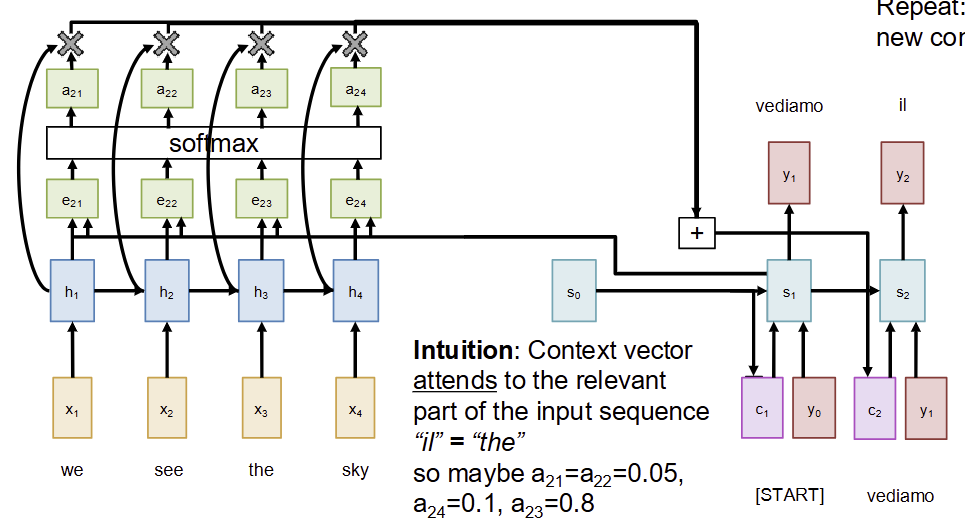 Repeat:
new con
a21 a22 a23 a24
softmax
vediamo il
y1 y2
e21 e22 e23 e24
+
h1 h2 h3 h4 s0 s1 s2
Intuition: Context vector
attends to the relevant
part of the input sequence
“il” = “the”
so maybe a21=a22=0.05,
a24=0.1, a23=0.8
x1 x2 x3 x4 c1 y0 c2 y1
we see the sky
[START] vediamo